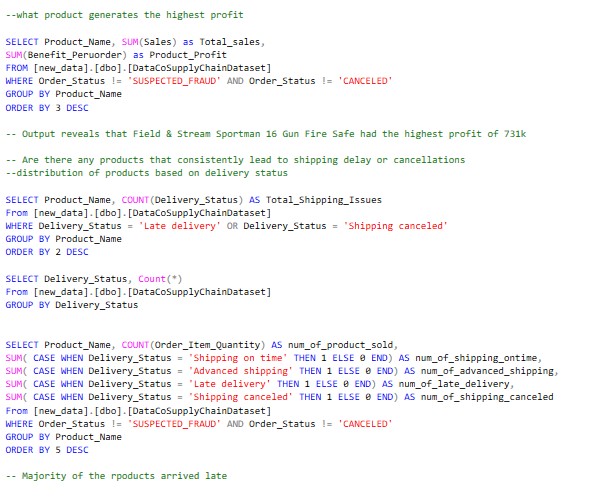 --what product generates the highest profit
SELECT Product_Name, SUM(Sales) as Total_sales,
SUM(Benefit_Peruorder) as Product_Profit
FROM [new_data].[dbo].[DataCoSupplyChainDataset]
WHERE Order_Status != 'SUSPECTED_FRAUD' AND Order_Status != 'CANCELED'
GROUP BY Product_Name
ORDER BY 3 DESC
-- Output reveals that Field & Stream Sportman 16 Gun Fire Safe had the highest profit of 731k
-- Are there any products that consistently lead to shipping delay or cancellations
--distribution of products based on delivery status
SELECT Product_Name, COUNT(Delivery_Status) AS Total_Shipping_Issues
From [new_data].[dbo].[DataCoSupplyChainDataset]
WHERE Delivery_Status = 'Late delivery' OR Delivery_Status = 'Shipping canceled'
GROUP BY Product_Name
ORDER BY 2 DESC
SELECT Delivery_Status, Count(*)
From [new_data].[dbo].[DataCoSupplyChainDataset]
GROUP BY Delivery_Status
SELECT Product_Name, COUNT(Order_Item_Quantity) AS num_of_product_sold,
SUM( CASE WHEN Delivery_Status = 'Shipping on time' THEN 1 ELSE 0 END) AS num_of_shipping_ontime,
SUM( CASE WHEN Delivery_Status = 'Advanced shipping' THEN 1 ELSE 0 END) AS num_of_advanced_shipping,
SUM( CASE WHEN Delivery_Status = 'Late delivery' THEN 1 ELSE 0 END) AS num_of_late_delivery,
SUM( CASE WHEN Delivery_Status = 'Shipping canceled' THEN 1 ELSE 0 END) AS num_of_shipping_canceled
From [new_data].[dbo].[DataCoSupplyChainDataset]
WHERE Order_Status != 'SUSPECTED_FRAUD' AND Order_Status != 'CANCELED'
GROUP BY Product_Name
ORDER BY 5 DESC
-- Majority of the rpoducts arrived late